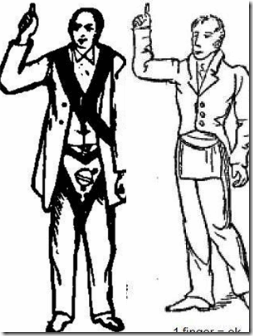 1 finger = ok